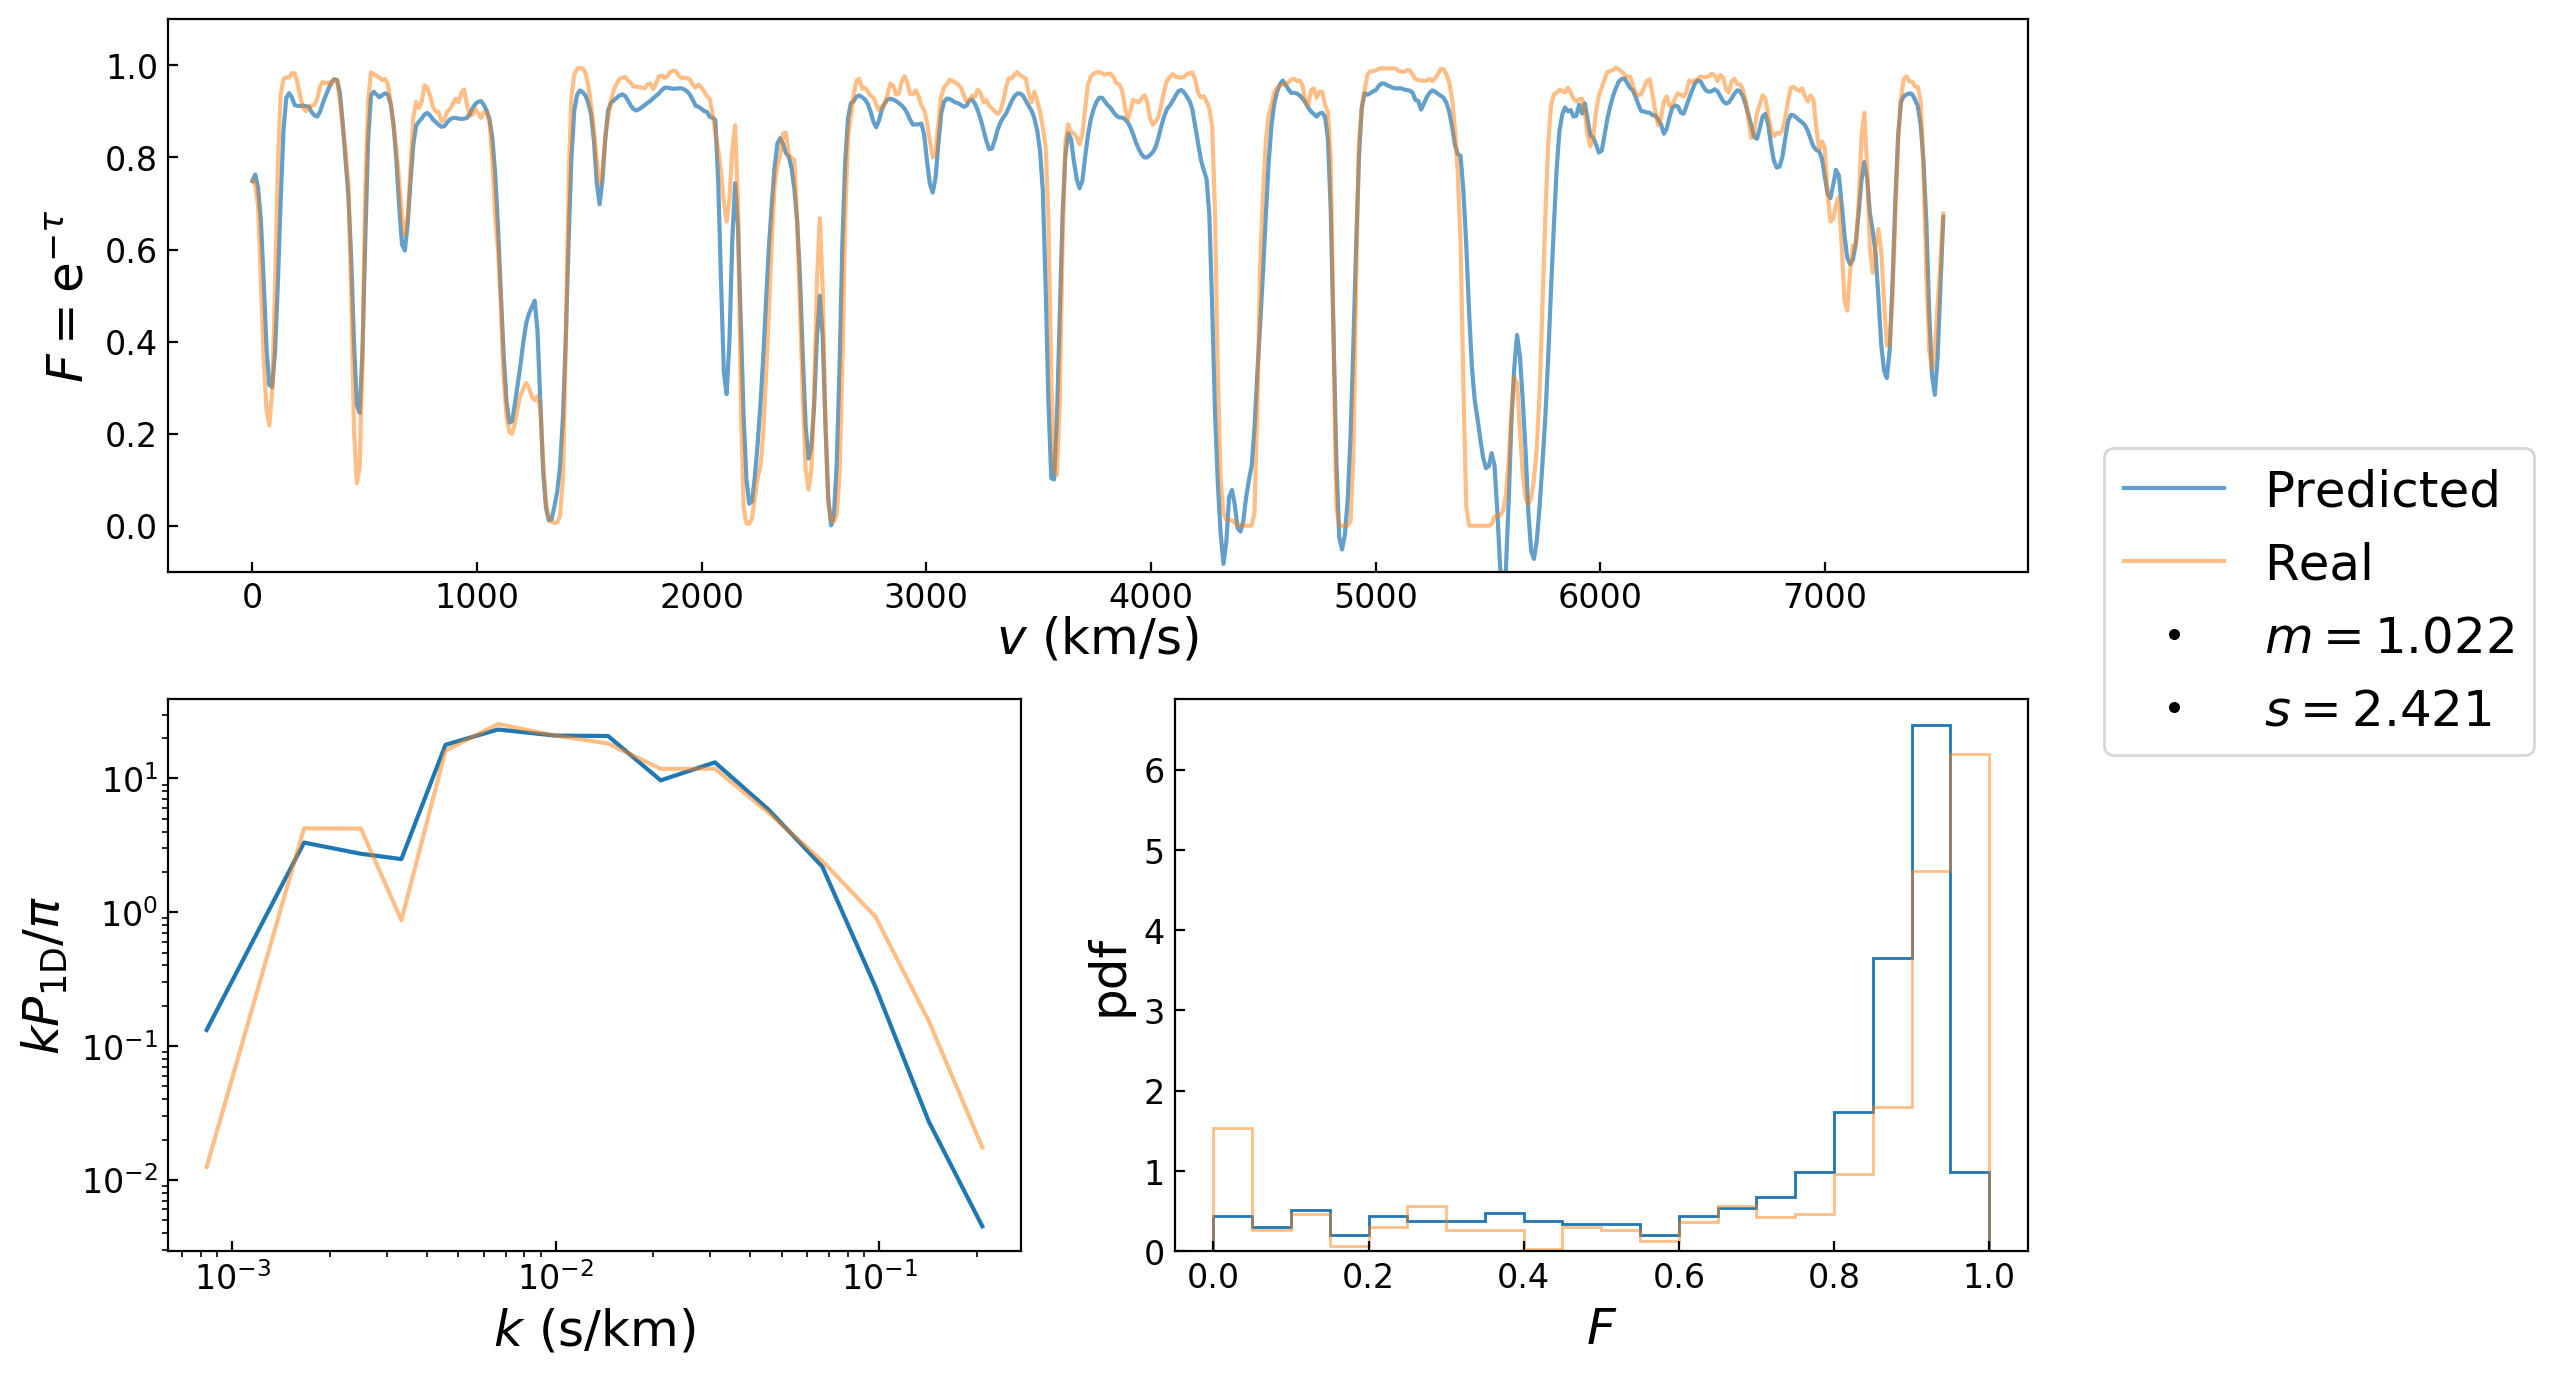 1.0
0.8
0.6
0.4
0.2
0.0
F = e^{-τ}
0 1000 2000 3000 4000 5000 6000 7000
v (km/s)
Predicted
Real
m = 1.022
s = 2.421
10^1
10^0
10^{-1}
10^{-2}
kP_{1D}/π
10^{-3} 10^{-2} 10^{-1}
k (s/km)
6
5
4
3
2
1
0
pdf
0.0 0.2 0.4 0.6 0.8 1.0
F